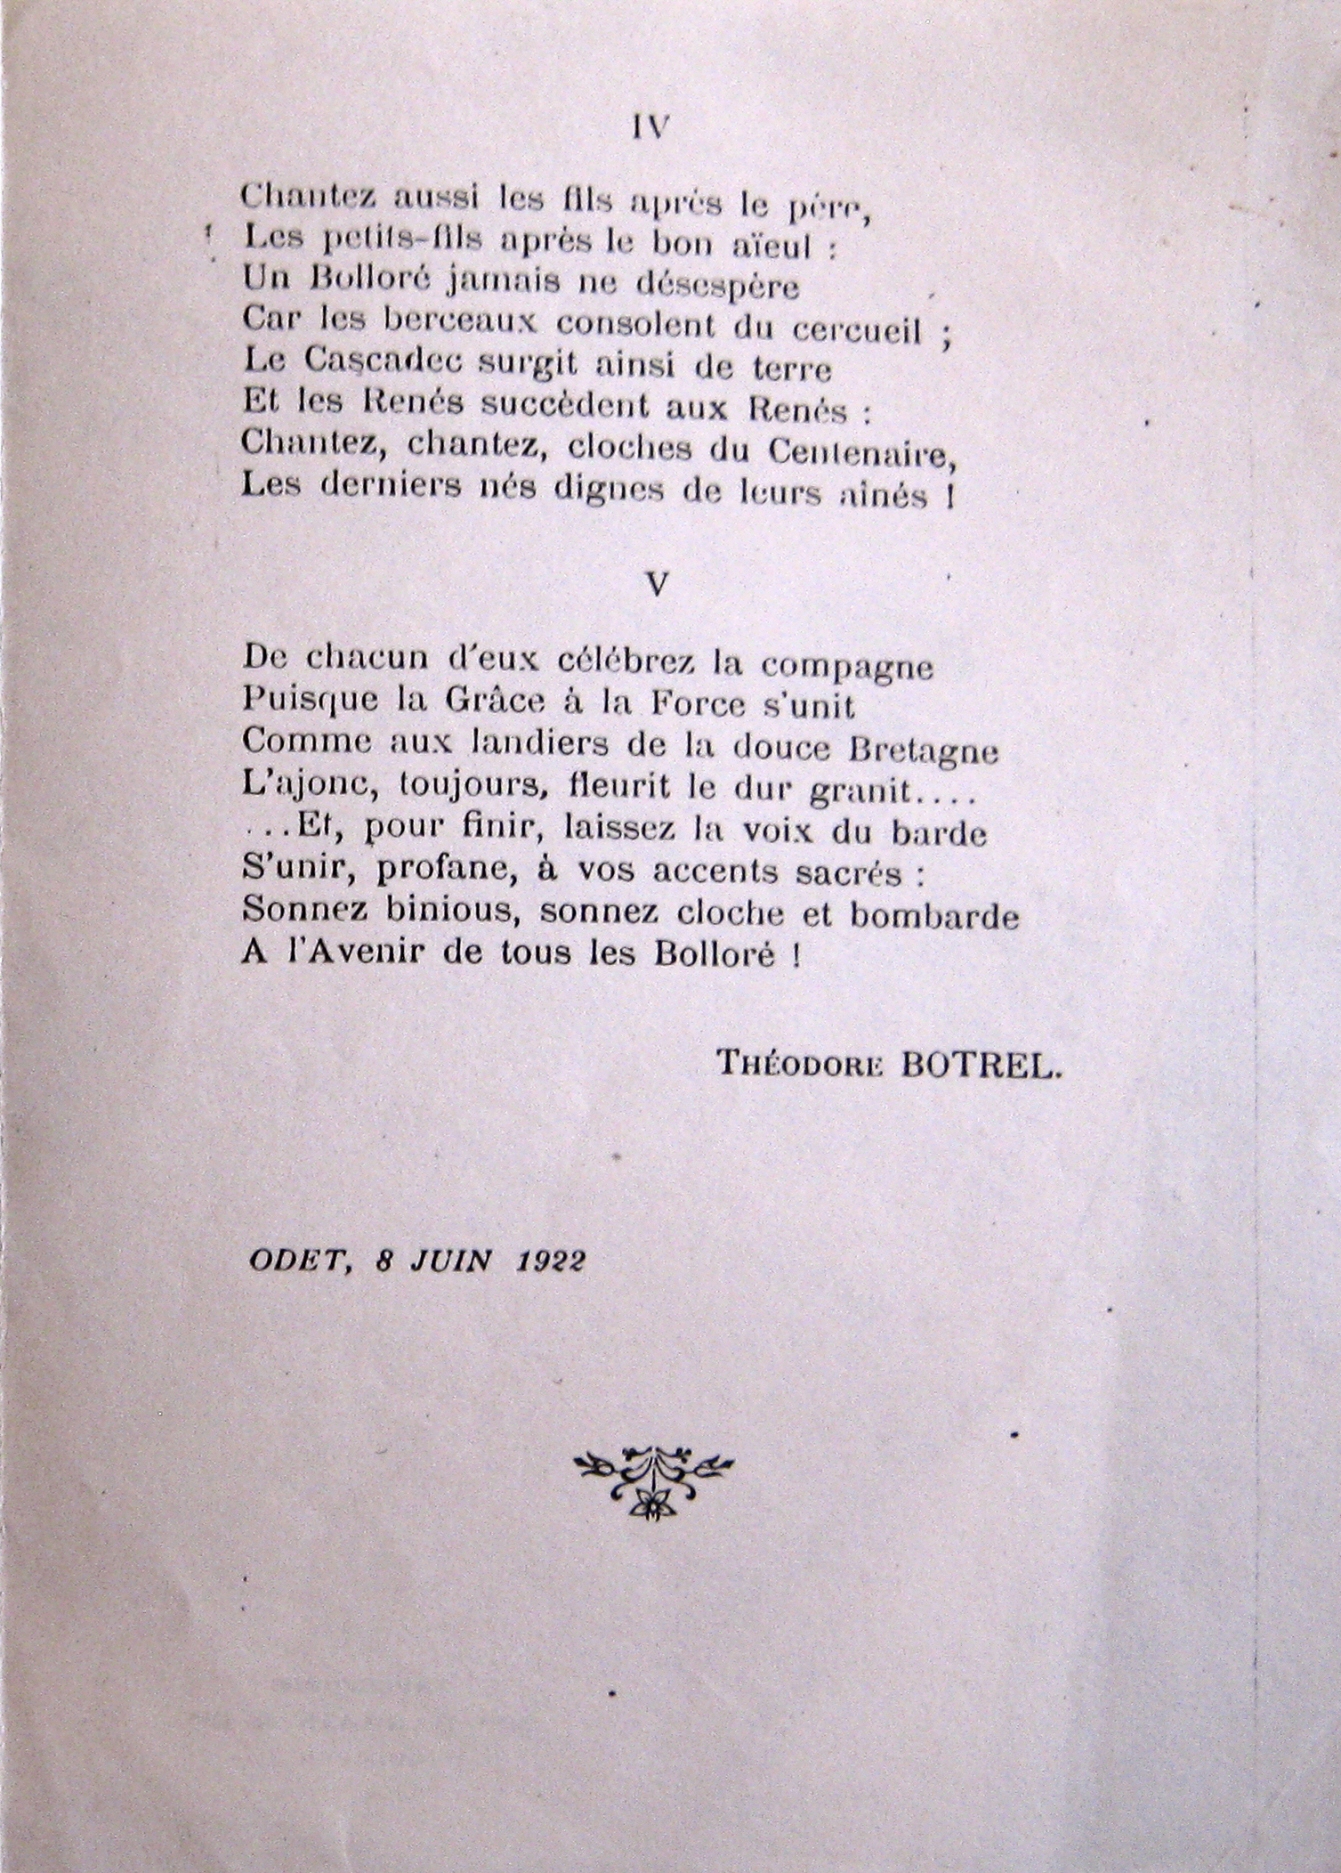 IV
Chantez aussi les fils après le père,
Les petits-fils après le bon aïeul :
Un Bolloré jamais ne désespère
Car les berceaux consolent du cercueil ;
Le Cascadec surgit ainsi de terre
Et les Renés succèdent aux Renés :
Chantez, chantez, cloches du Centenaire,
Les derniers nés dignes de leurs aînés !
V
De chacun d'eux célébrez la compagne
Puisque la Grâce à la Force s'unit
Comme aux landiers de la douce Bretagne
L'ajonc, toujours, fleurit le dur granit....
...Et, pour finir, laissez la voix du barde
S'unir, profane, à vos accents sacrés :
Sonnez binious, sonnez cloche et bombarde
A l'Avenir de tous les Bolloré !
THÉODORE BOTREL.
ODET, 8 JUIN 1922